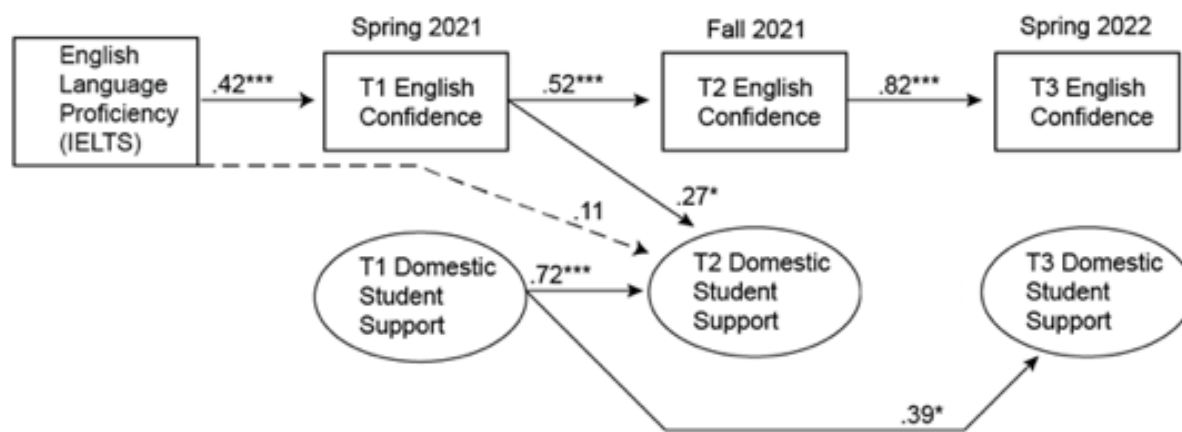 Spring 2021
Fall 2021
Spring 2022
English
Language
Proficiency
(IELTS)
.42***
T1 English
Confidence
.52***
T2 English
Confidence
.82***
T3 English
Confidence
.27*
.11
T1 Domestic
Student
Support
.72***
T2 Domestic
Student
Support
T3 Domestic
Student
Support
.39*